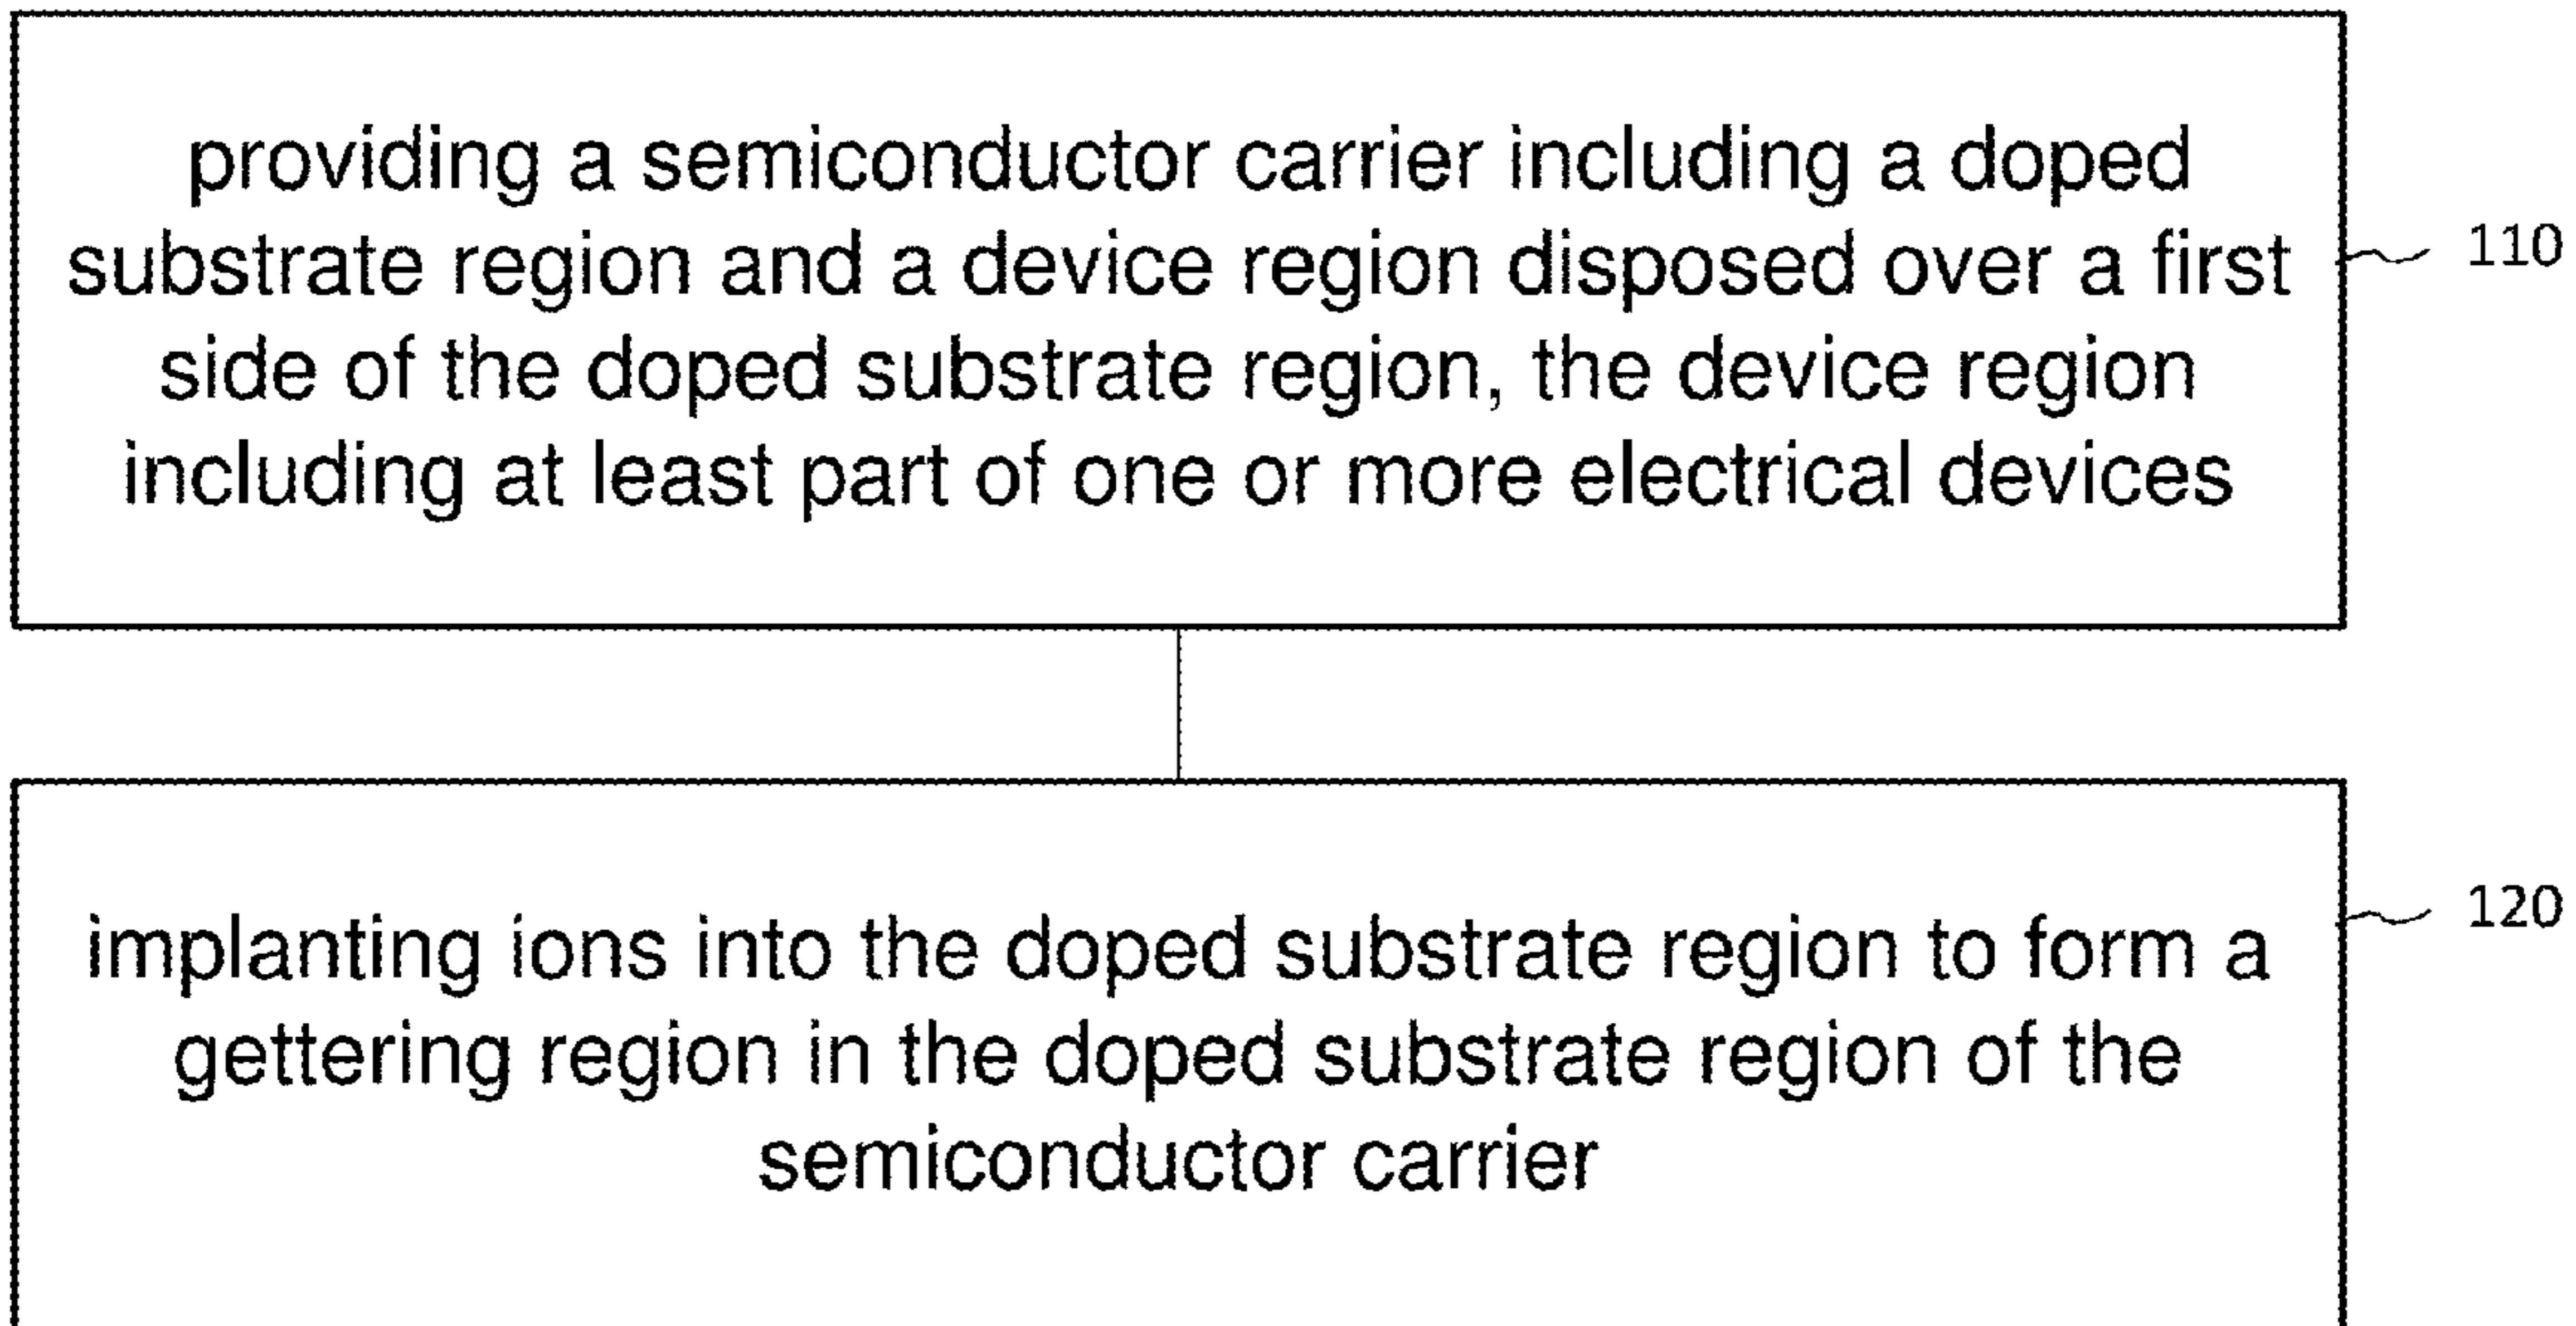 providing a semiconductor carrier including a doped
substrate region and a device region disposed over a first
side of the doped substrate region, the device region
including at least part of one or more electrical devices
110
implanting ions into the doped substrate region to form a
gettering region in the doped substrate region of the
semiconductor carrier
120